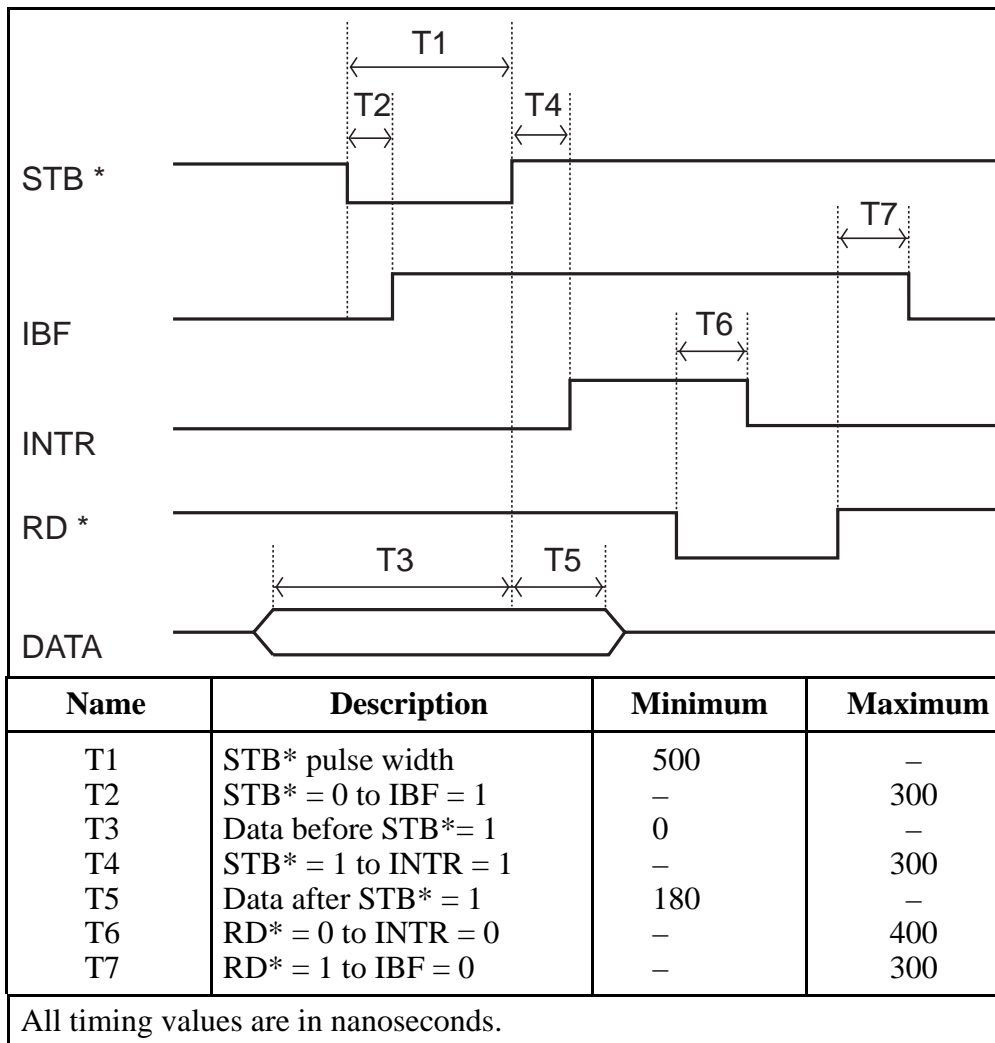 T1
T2 T4
STB *
T7
IBF
T6
INTR
RD *
T3 T5
DATA
Name Description Minimum Maximum
T1 STB* pulse width 500 –
T2 STB* = 0 to IBF = 1 – 300
T3 Data before STB*= 1 0 –
T4 STB* = 1 to INTR = 1 – 300
T5 Data after STB* = 1 180 –
T6 RD* = 0 to INTR = 0 – 400
T7 RD* = 1 to IBF = 0 – 300
All timing values are in nanoseconds.